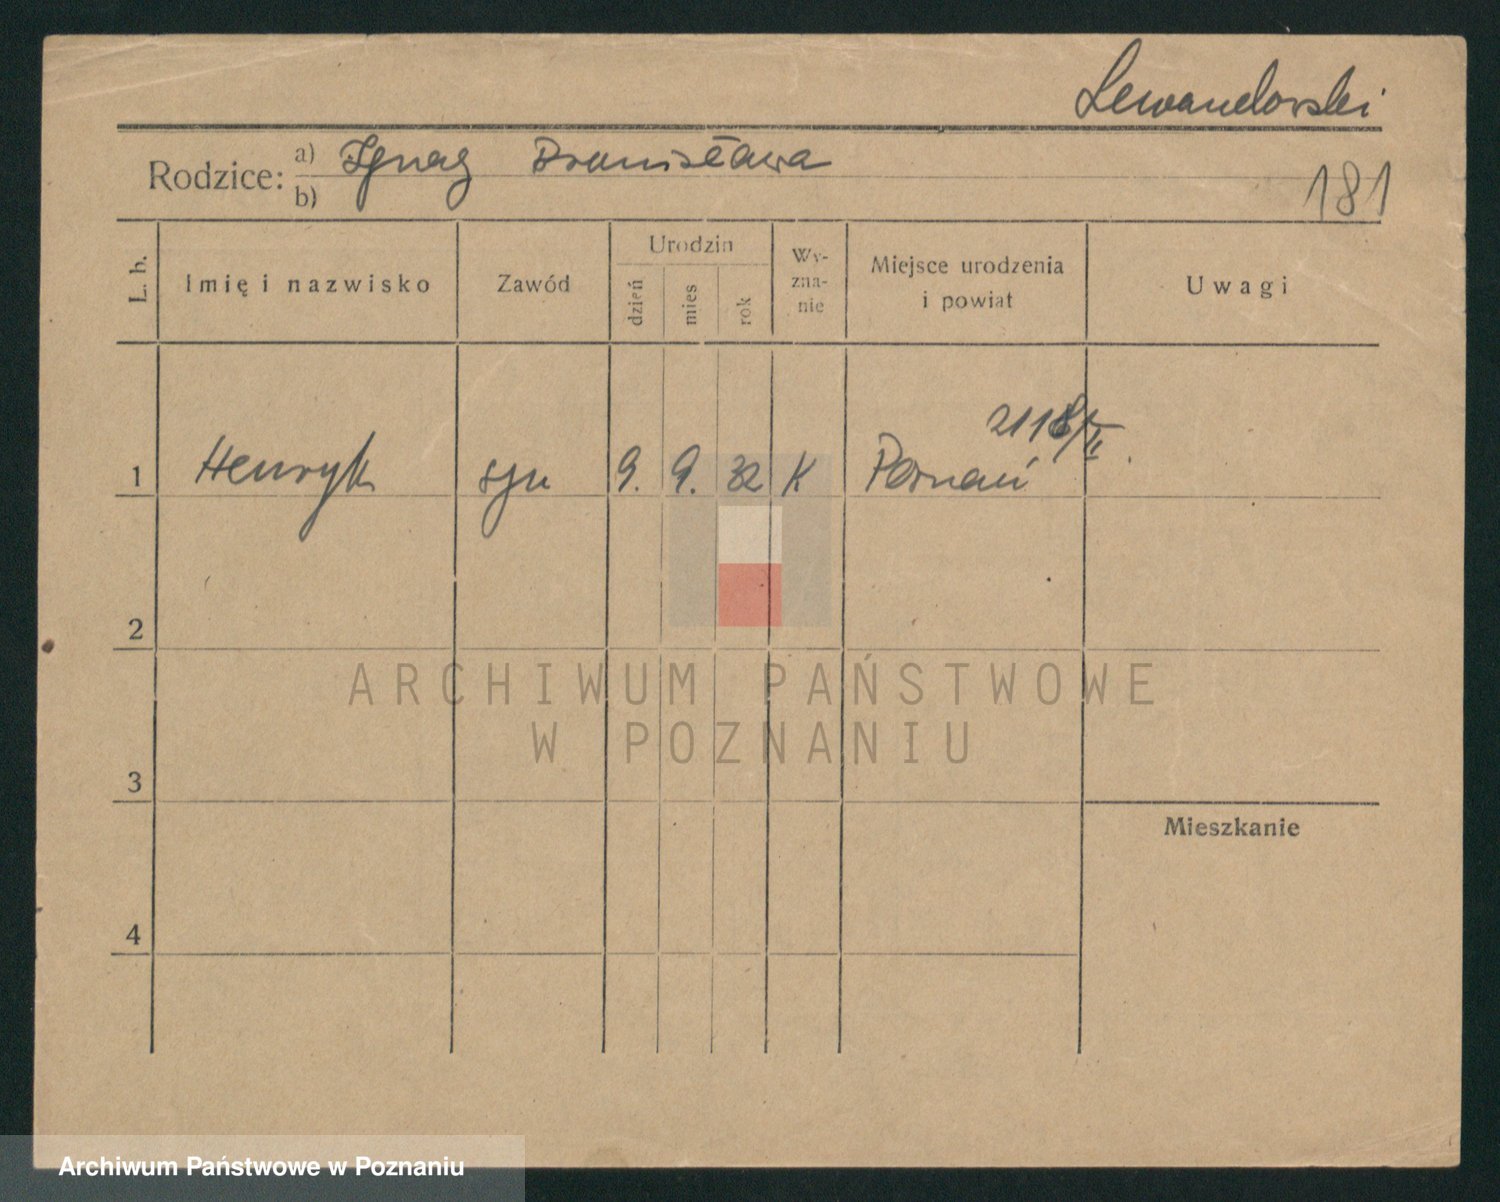 Lewandowski
Rodzice: a) Ignacy Bronisława
b)
181
L. b.
Imię i nazwisko
Zawód
Urodzin
dzień
mies
rok
Wy-
zna-
nie
Miejsce urodzenia
i powiat
Uwagi
1 Henryk syn 9. 9. 32 K Poznań
2
3
Mieszkanie
4
ARCHIWUM PAŃSTWOWE
W POZNANIU
Archiwum Państwowe w Poznaniu